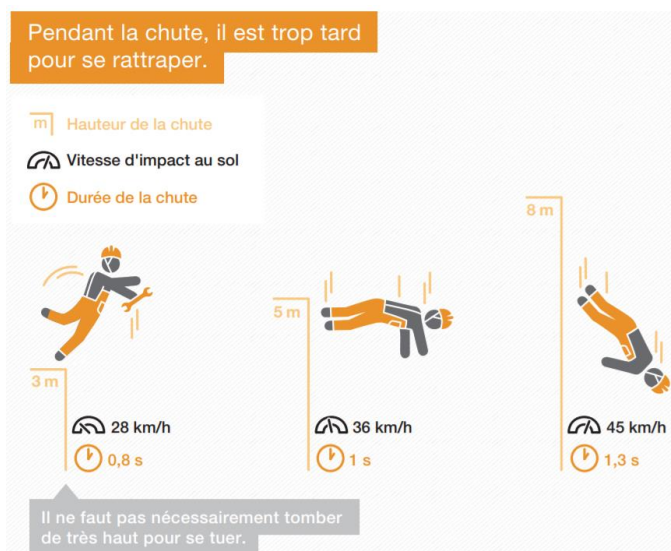 Pendant la chute, il est trop tard
pour se rattraper.
m Hauteur de la chute
Vitesse d'impact au sol
Durée de la chute
3 m
28 km/h
0,8 s
5 m
36 km/h
1 s
8 m
45 km/h
1,3 s
Il ne faut pas nécessairement tomber
de très haut pour se tuer.